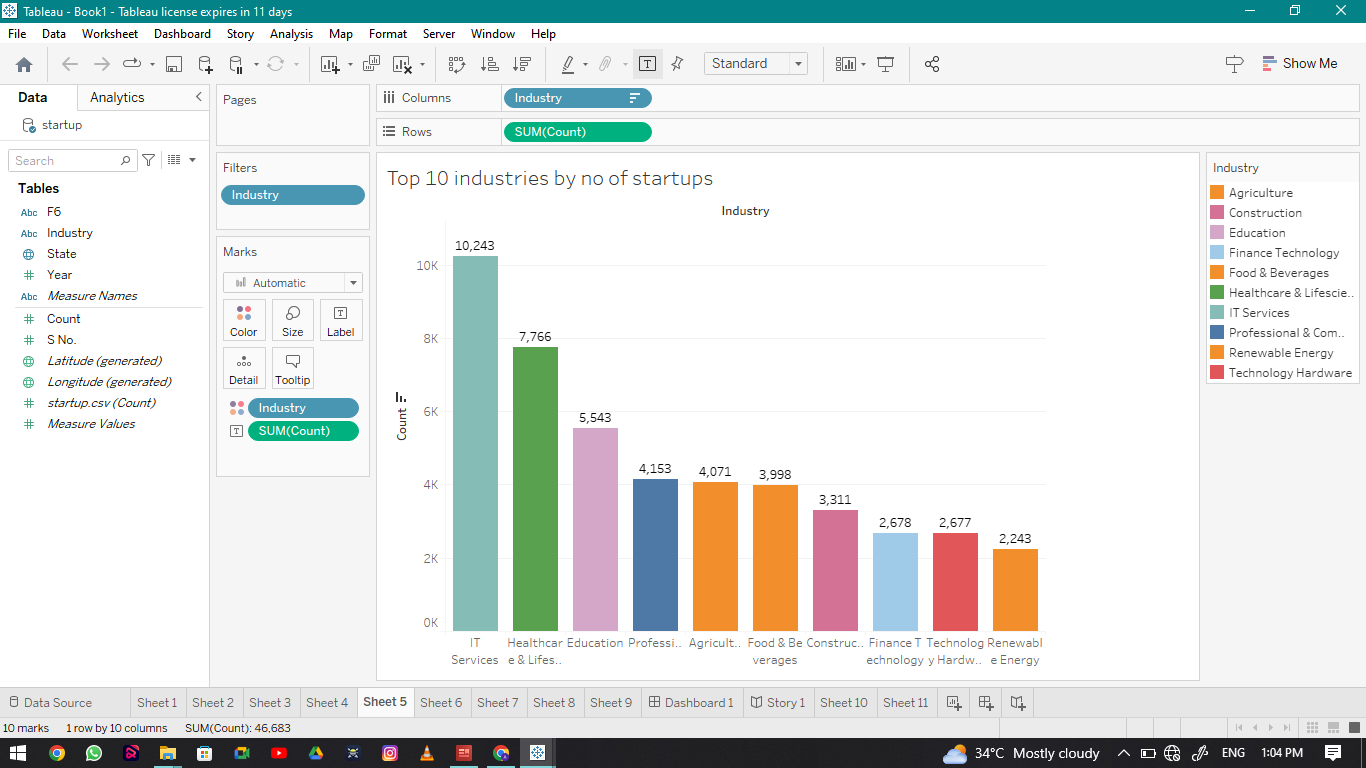 Tableau - Book1 - Tableau license expires in 11 days
File Data Worksheet Dashboard Story Analysis Map Format Server Window Help
Standard
Show Me
Data Analytics
startup
Search
Tables
Abc F6
Abc Industry
State
Year
Abc Measure Names
Count
S No.
Latitude (generated)
Longitude (generated)
startup.csv (Count)
Measure Values
Pages
Filters
Industry
Marks
Automatic
Color Size Label
Detail Tooltip
Industry
SUM(Count)
Columns Industry
Rows SUM(Count)
Top 10 industries by no of startups
Industry
10,243
7,766
5,543
4,153
4,071
3,998
3,311
2,678
2,677
2,243
10K
8K
6K
4K
2K
0K
Count
IT Services
Healthcar e & Lifes..
Education
Professi..
Agricult..
Food & Be verages
Construc..
Finance T echnology
Technolog y Hardw..
Renewabl e Energy
Industry
Agriculture
Construction
Education
Finance Technology
Food & Beverages
Healthcare & Lifescie..
IT Services
Professional & Com..
Renewable Energy
Technology Hardware
Data Source Sheet 1 Sheet 2 Sheet 3 Sheet 4 Sheet 5 Sheet 6 Sheet 7 Sheet 8 Sheet 9 Dashboard 1 Story 1 Sheet 10 Sheet 11
10 marks 1 row by 10 columns SUM(Count): 46,683
34°C Mostly cloudy ENG 1:04 PM